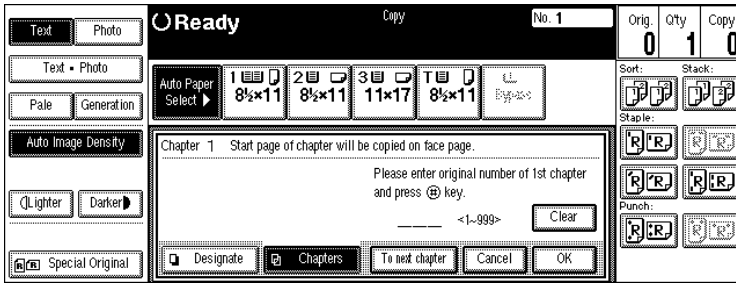 Text
Photo
Text • Photo
Pale
Generation
Auto Image Density
Lighter
Darker
Special Original
Ready
Copy
No. 1
Auto Paper
Select ▶
1
8½×11
2
8½×11
3
11×17
T
8½×11
Bypass
Chapter 1 Start page of chapter will be copied on face page.
Please enter original number of 1st chapter
and press # key.
___ <1~999>
Clear
Designate
Chapters
To next chapter
Cancel
OK
Orig. Q'ty Copy
0 1 0
Sort: Stack:
Staple:
Punch: